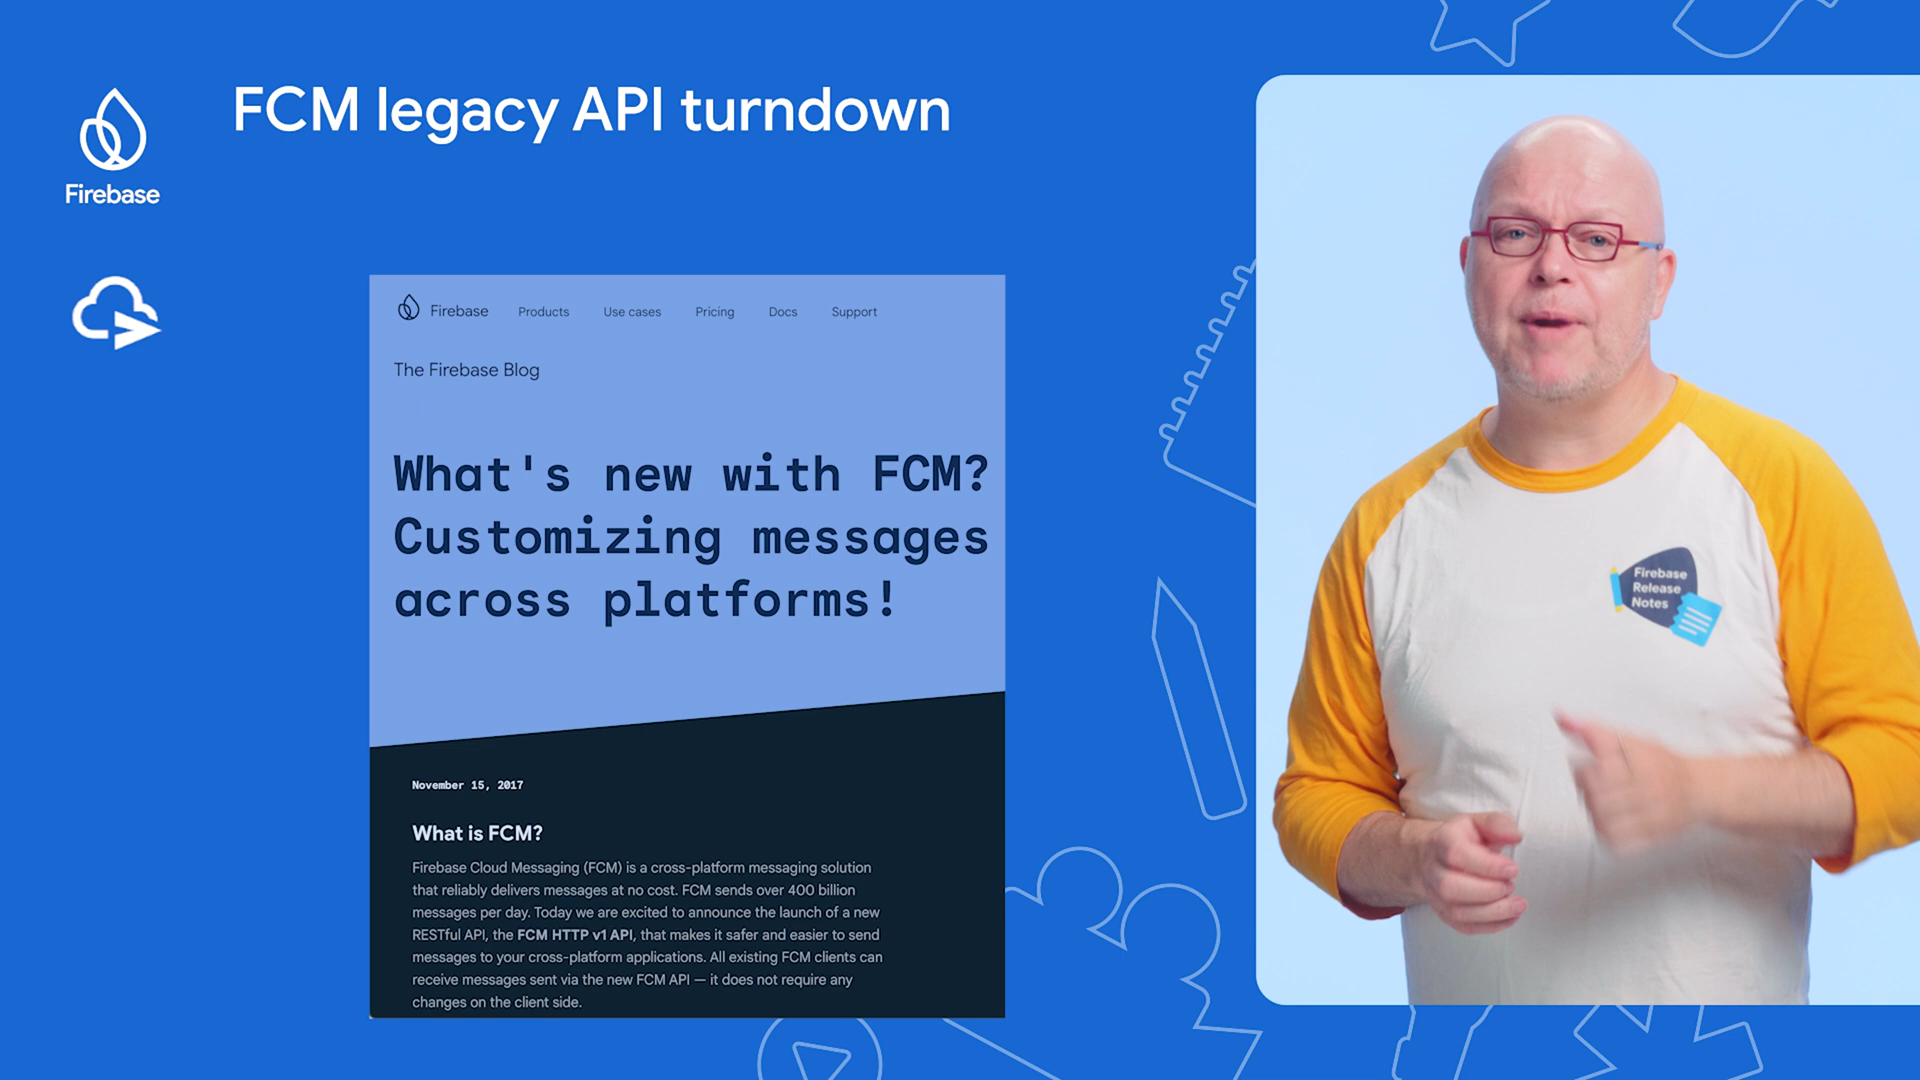 FCM legacy API turndown
Firebase
Firebase Products Use cases Pricing Docs Support
The Firebase Blog
What's new with FCM?
Customizing messages
across platforms!
November 15, 2017
What is FCM?
Firebase Cloud Messaging (FCM) is a cross-platform messaging solution
that reliably delivers messages at no cost. FCM sends over 400 billion
messages per day. Today we are excited to announce the launch of a new
RESTful API, the FCM HTTP v1 API, that makes it safer and easier to send
messages to your cross-platform applications. All existing FCM clients can
receive messages sent via the new FCM API — it does not require any
changes on the client side.
Firebase
Release
Notes